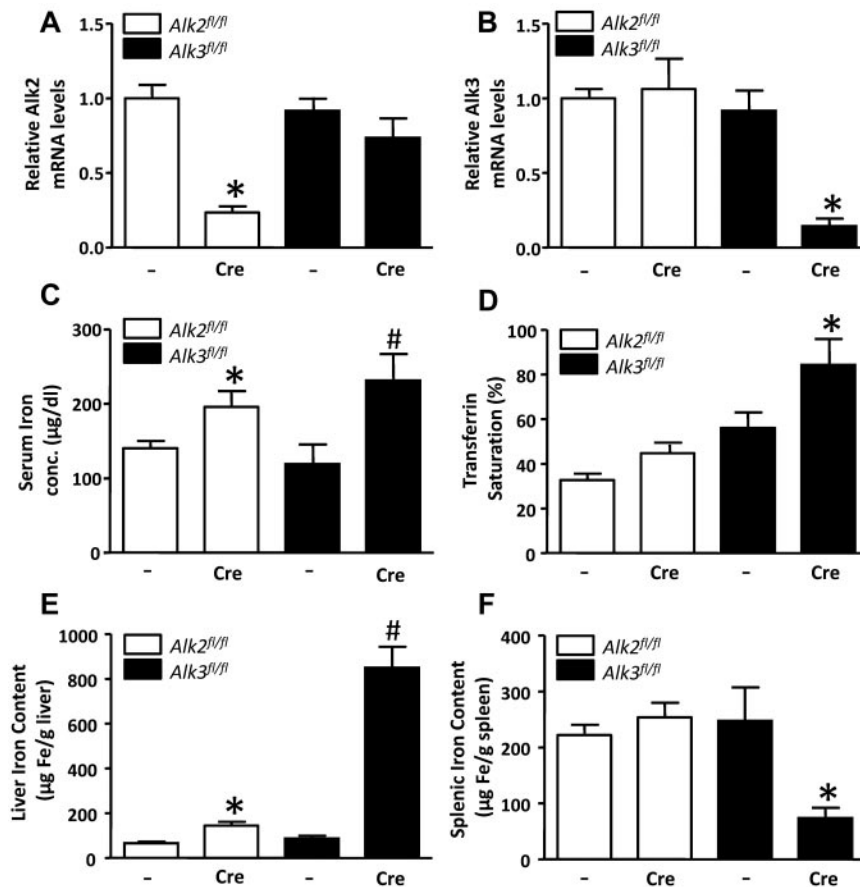 A
Alk2fl/fl
Alk3fl/fl
Relative Alk2
mRNA levels
1.5
1.0
0.5
0.0
*
– Cre – Cre
B
Alk2fl/fl
Alk3fl/fl
Relative Alk3
mRNA levels
1.5
1.0
0.5
0.0
*
– Cre – Cre
C
Alk2fl/fl
Alk3fl/fl
Serum Iron
conc. (µg/dl)
300
200
100
0
* #
– Cre – Cre
D
Alk2fl/fl
Alk3fl/fl
Transferrin
Saturation (%)
100
80
60
40
20
0
*
– Cre – Cre
E
Alk2fl/fl
Alk3fl/fl
Liver Iron Content
(µg Fe/g liver)
1000
800
600
400
200
0
* #
– Cre – Cre
F
Alk2fl/fl
Alk3fl/fl
Splenic Iron Content
(µg Fe/g spleen)
400
300
200
100
0
*
– Cre – Cre